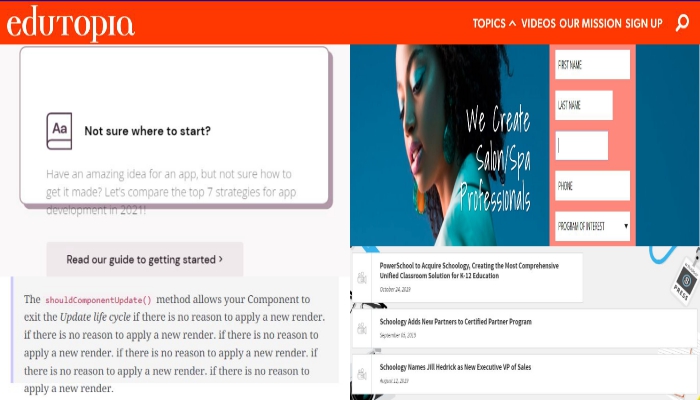 edutopia
TOPICS VIDEOS OUR MISSION SIGN UP
Aa
Not sure where to start?
Have an amazing idea for an app, but not sure how to
get it made? Let's compare the top 7 strategies for app
development in 2021!
Read our guide to getting started
The shouldComponentUpdate() method allows your Component to
exit the Update life cycle if there is no reason to apply a new render.
if there is no reason to apply a new render. if there is no reason to
apply a new render. if there is no reason to apply a new render. if
there is no reason to apply a new render. if there is no reason to
apply a new render.
We Create
Salon/Spa
Professionals
FIRST NAME
LAST NAME
PHONE
PROGRAM OF INTEREST
PowerSchool to Acquire Schoology, Creating the Most Comprehensive
Unified Classroom Solution for K-12 Education
October 24, 2019
Schoology Adds New Partners to Certified Partner Program
Schoology Names Jill Hedrick as New Executive VP of Sales
August 12, 2019
PRESS